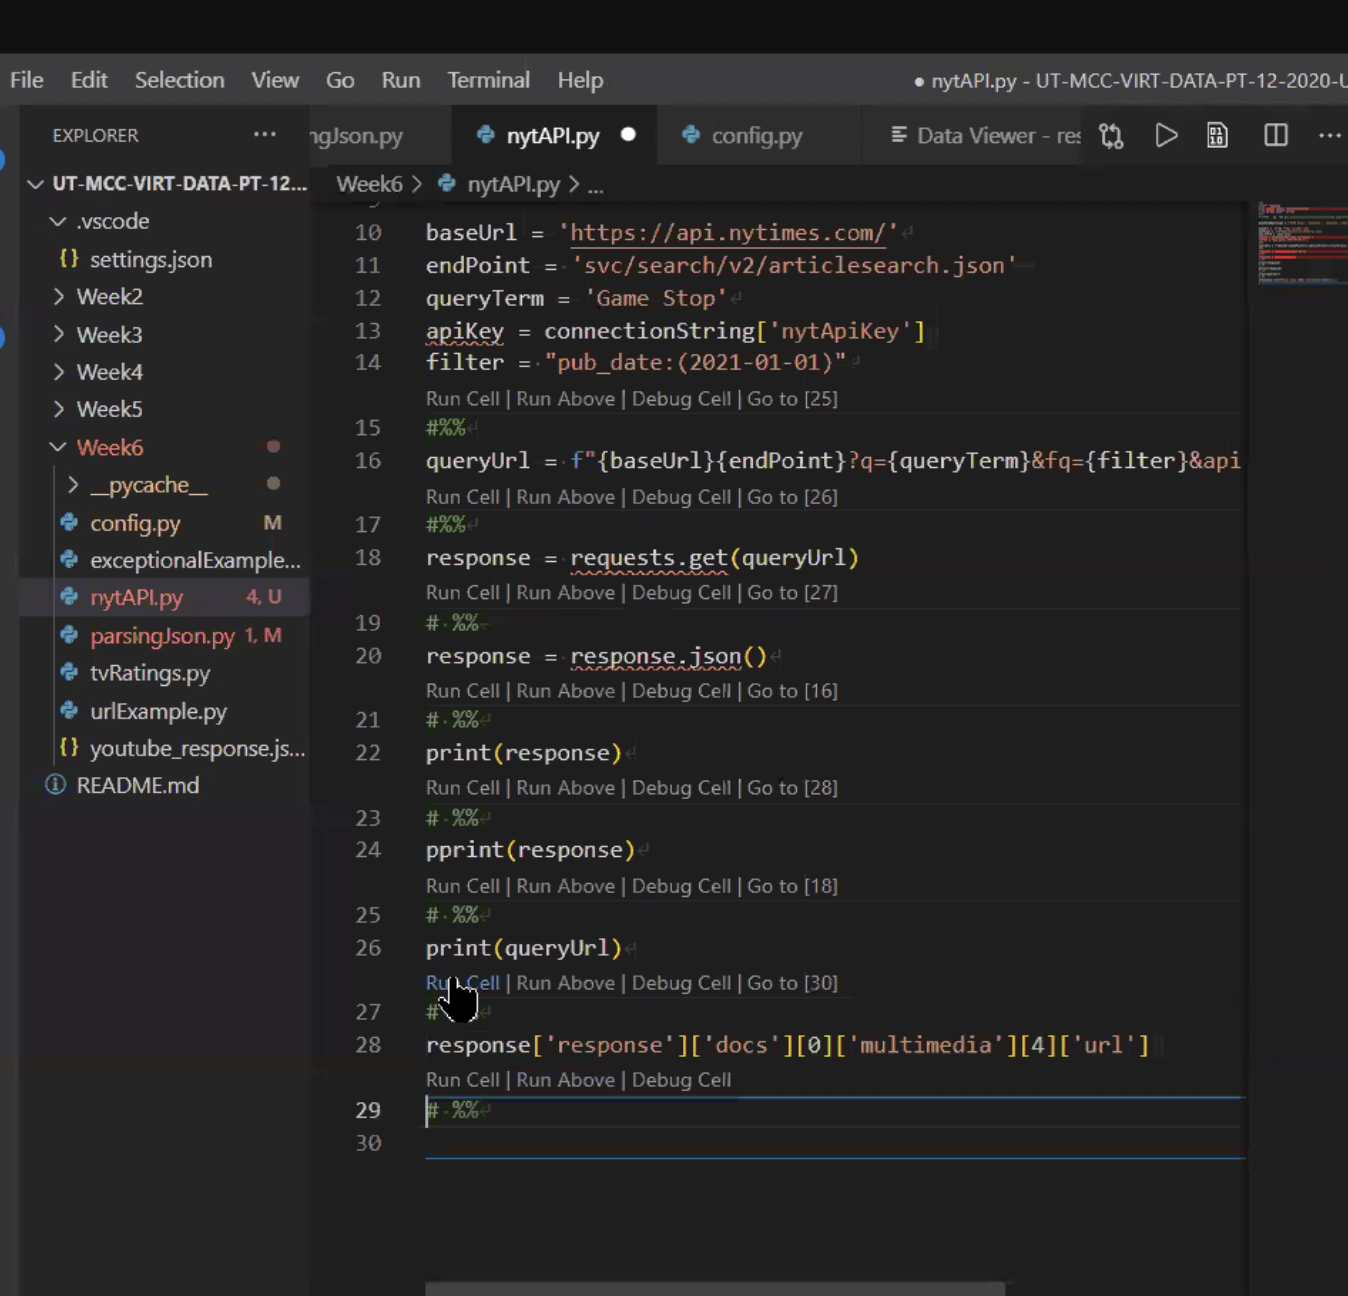 File Edit Selection View Go Run Terminal Help ● nytAPI.py - UT-MCC-VIRT-DATA-PT-12-2020-U
EXPLORER ···
ngJson.py nytAPI.py ● config.py Data Viewer - res ···
UT-MCC-VIRT-DATA-PT-12...
.vscode
{} settings.json
Week2
Week3
Week4
Week5
Week6
__pycache__
config.py M
exceptionalExample...
nytAPI.py 4, U
parsingJson.py 1, M
tvRatings.py
urlExample.py
{} youtube_response.js...
README.md
Week6 > nytAPI.py > ...
10 baseUrl = 'https://api.nytimes.com/'
11 endPoint = 'svc/search/v2/articlesearch.json'
12 queryTerm = 'Game Stop'
13 apiKey = connectionString['nytApiKey']
14 filter = "pub_date:(2021-01-01)"
Run Cell | Run Above | Debug Cell | Go to [25]
15 #%%
16 queryUrl = f"{baseUrl}{endPoint}?q={queryTerm}&fq={filter}&api
Run Cell | Run Above | Debug Cell | Go to [26]
17 #%%
18 response = requests.get(queryUrl)
Run Cell | Run Above | Debug Cell | Go to [27]
19 # %%
20 response = response.json()
Run Cell | Run Above | Debug Cell | Go to [16]
21 # %%
22 print(response)
Run Cell | Run Above | Debug Cell | Go to [28]
23 # %%
24 pprint(response)
Run Cell | Run Above | Debug Cell | Go to [18]
25 # %%
26 print(queryUrl)
Run Cell | Run Above | Debug Cell | Go to [30]
27 #
28 response['response']['docs'][0]['multimedia'][4]['url']
Run Cell | Run Above | Debug Cell
29 # %%
30